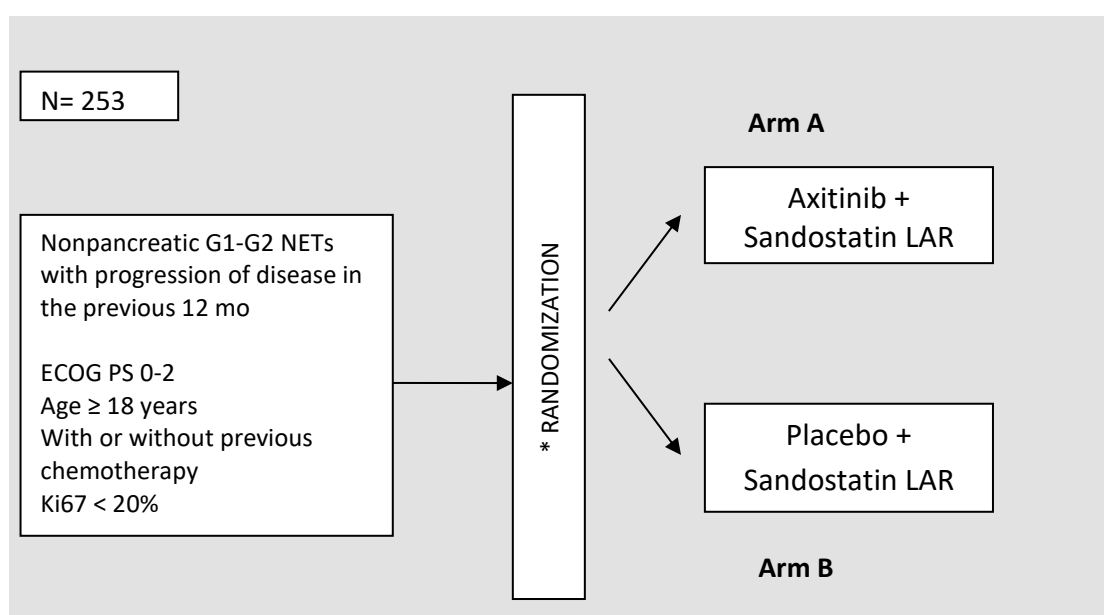 N= 253
Nonpancreatic G1-G2 NETs
with progression of disease in
the previous 12 mo
ECOG PS 0-2
Age ≥ 18 years
With or without previous
chemotherapy
Ki67 < 20%
* RANDOMIZATION
Arm A
Axitinib +
Sandostatin LAR
Placebo +
Sandostatin LAR
Arm B